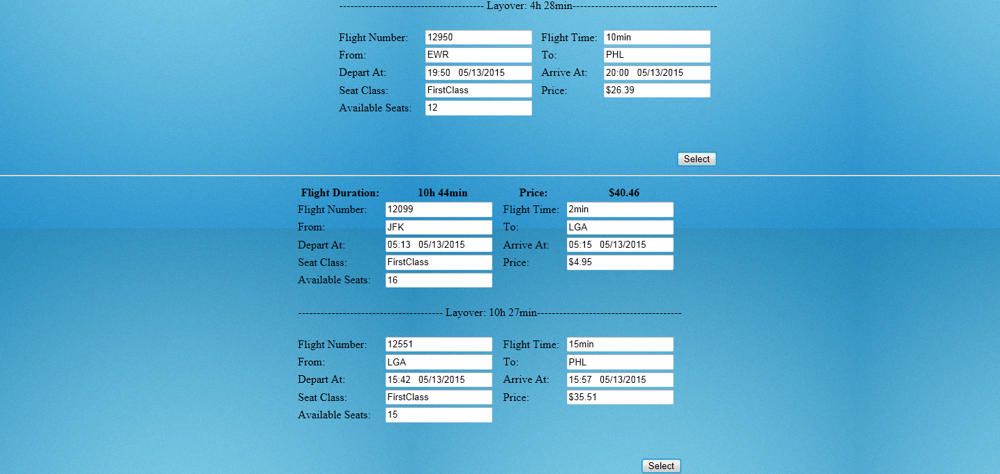 --------------------------------------- Layover: 4h 28min---------------------------------------
Flight Number: 12950 Flight Time: 10min
From: EWR To: PHL
Depart At: 19:50 05/13/2015 Arrive At: 20:00 05/13/2015
Seat Class: FirstClass Price: $26.39
Available Seats: 12
Select
Flight Duration: 10h 44min Price: $40.46
Flight Number: 12099 Flight Time: 2min
From: JFK To: LGA
Depart At: 05:13 05/13/2015 Arrive At: 05:15 05/13/2015
Seat Class: FirstClass Price: $4.95
Available Seats: 16
--------------------------------------- Layover: 10h 27min---------------------------------------
Flight Number: 12551 Flight Time: 15min
From: LGA To: PHL
Depart At: 15:42 05/13/2015 Arrive At: 15:57 05/13/2015
Seat Class: FirstClass Price: $35.51
Available Seats: 15
Select